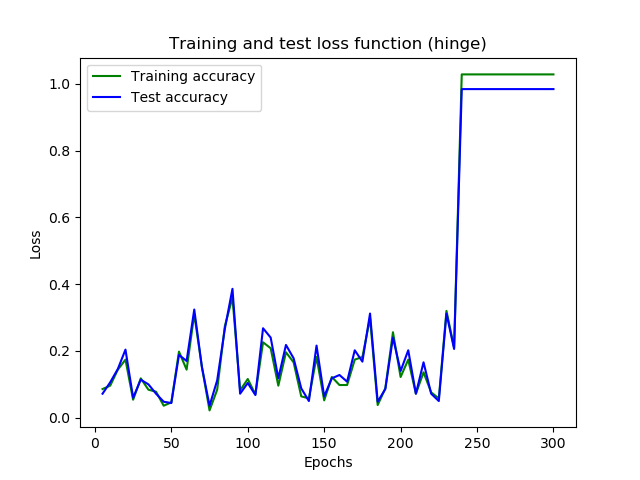 Training and test loss function (hinge)
Training accuracy
Test accuracy
1.0
0.8
0.6
0.4
0.2
0.0
Loss
0
50
100
150
200
250
300
Epochs